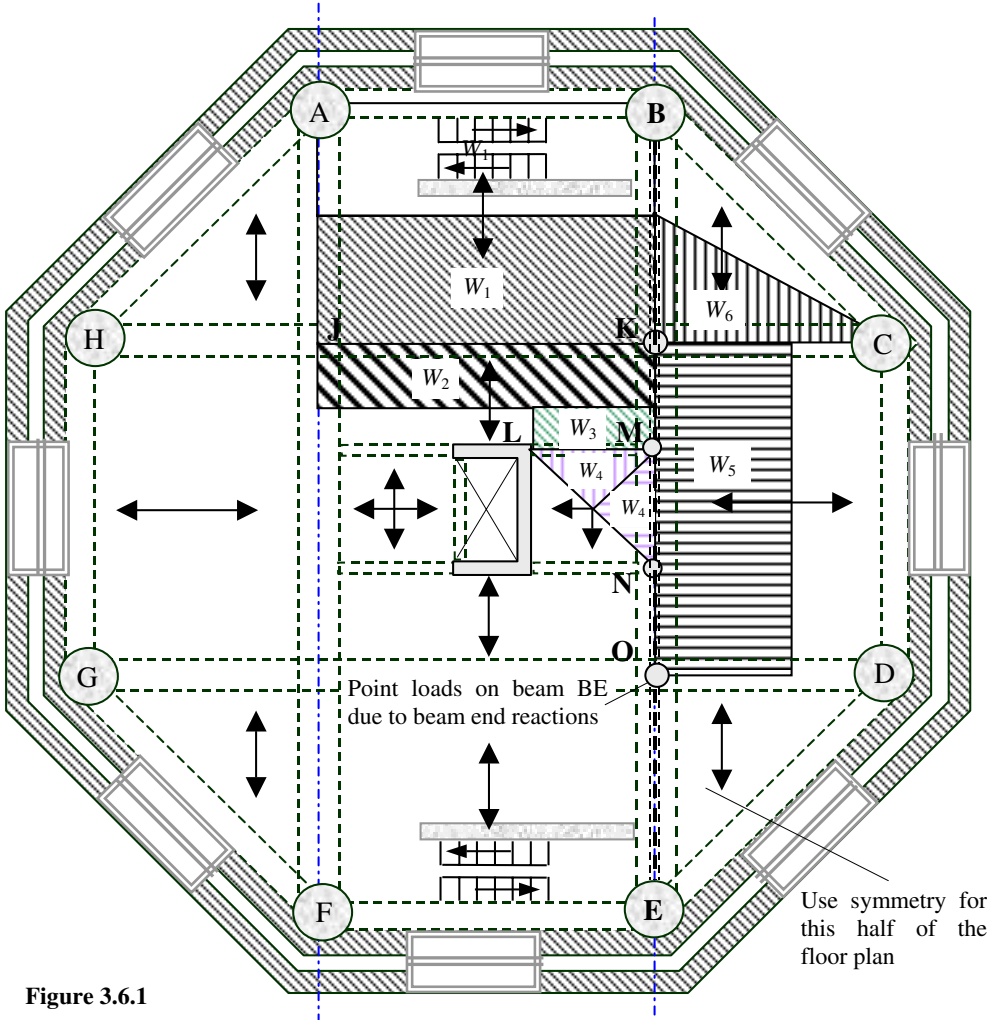 A
B
W1
W1
J
K
W6
H
C
W2
L
W3
M
W4
W5
W4
N
O
G
D
Point loads on beam BE
due to beam end reactions
F
E
Use symmetry for
this half of the
floor plan
Figure 3.6.1